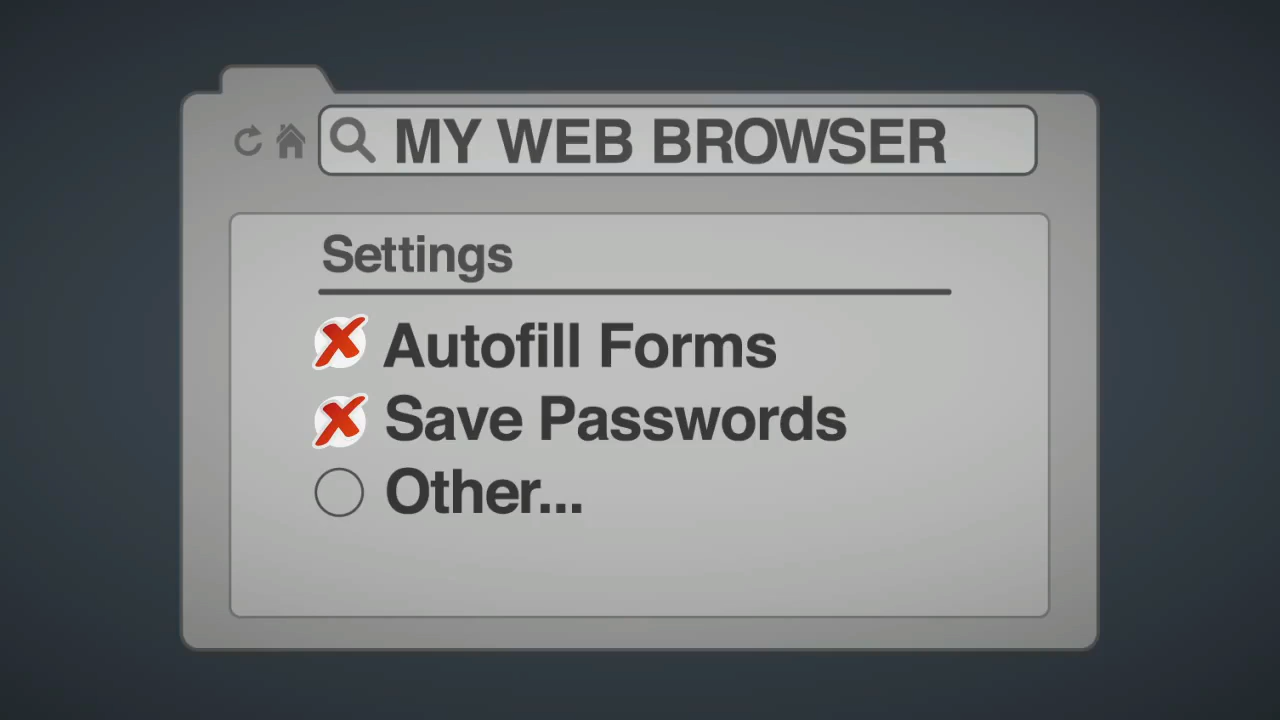 MY WEB BROWSER
Settings
Autofill Forms
Save Passwords
Other...